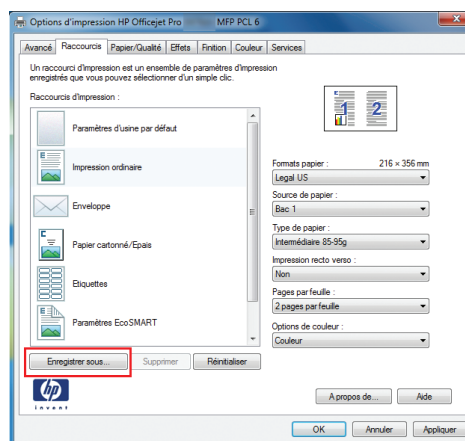 Options d'impression HP Officejet Pro MFP PCL 6
Avancé Raccourcis Papier/Qualité Effets Finition Couleur Services
Un raccourci d'impression est un ensemble de paramètres d'impression
enregistrés que vous pouvez sélectionner d'un simple clic.
Raccourcis d'impression :
Paramètres d'usine par défaut
Impression ordinaire
Enveloppe
Papier cartonné/Epais
Etiquettes
Paramètres EcoSMART
Enregistrer sous... Supprimer Réinitialiser
1 2
Formats papier : 216 × 356 mm
Legal US
Source de papier :
Bac 1
Type de papier :
Intermédiaire 85-95g
Impression recto verso :
Non
Pages par feuille :
2 pages par feuille
Options de couleur :
Couleur
hp
invent
A propos de... Aide
OK Annuler Appliquer